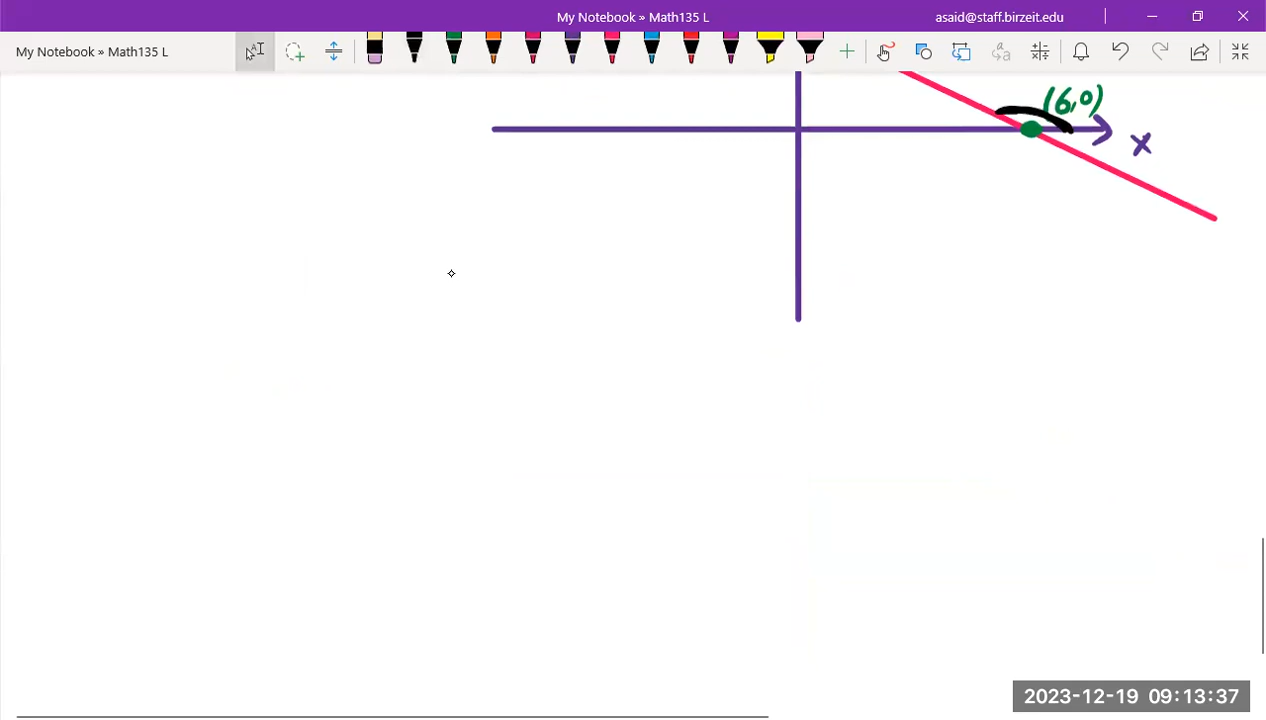 My Notebook » Math135 L
asaid@staff.birzeit.edu
My Notebook » Math135 L
(6,0)
x
2023-12-19 09:13:37